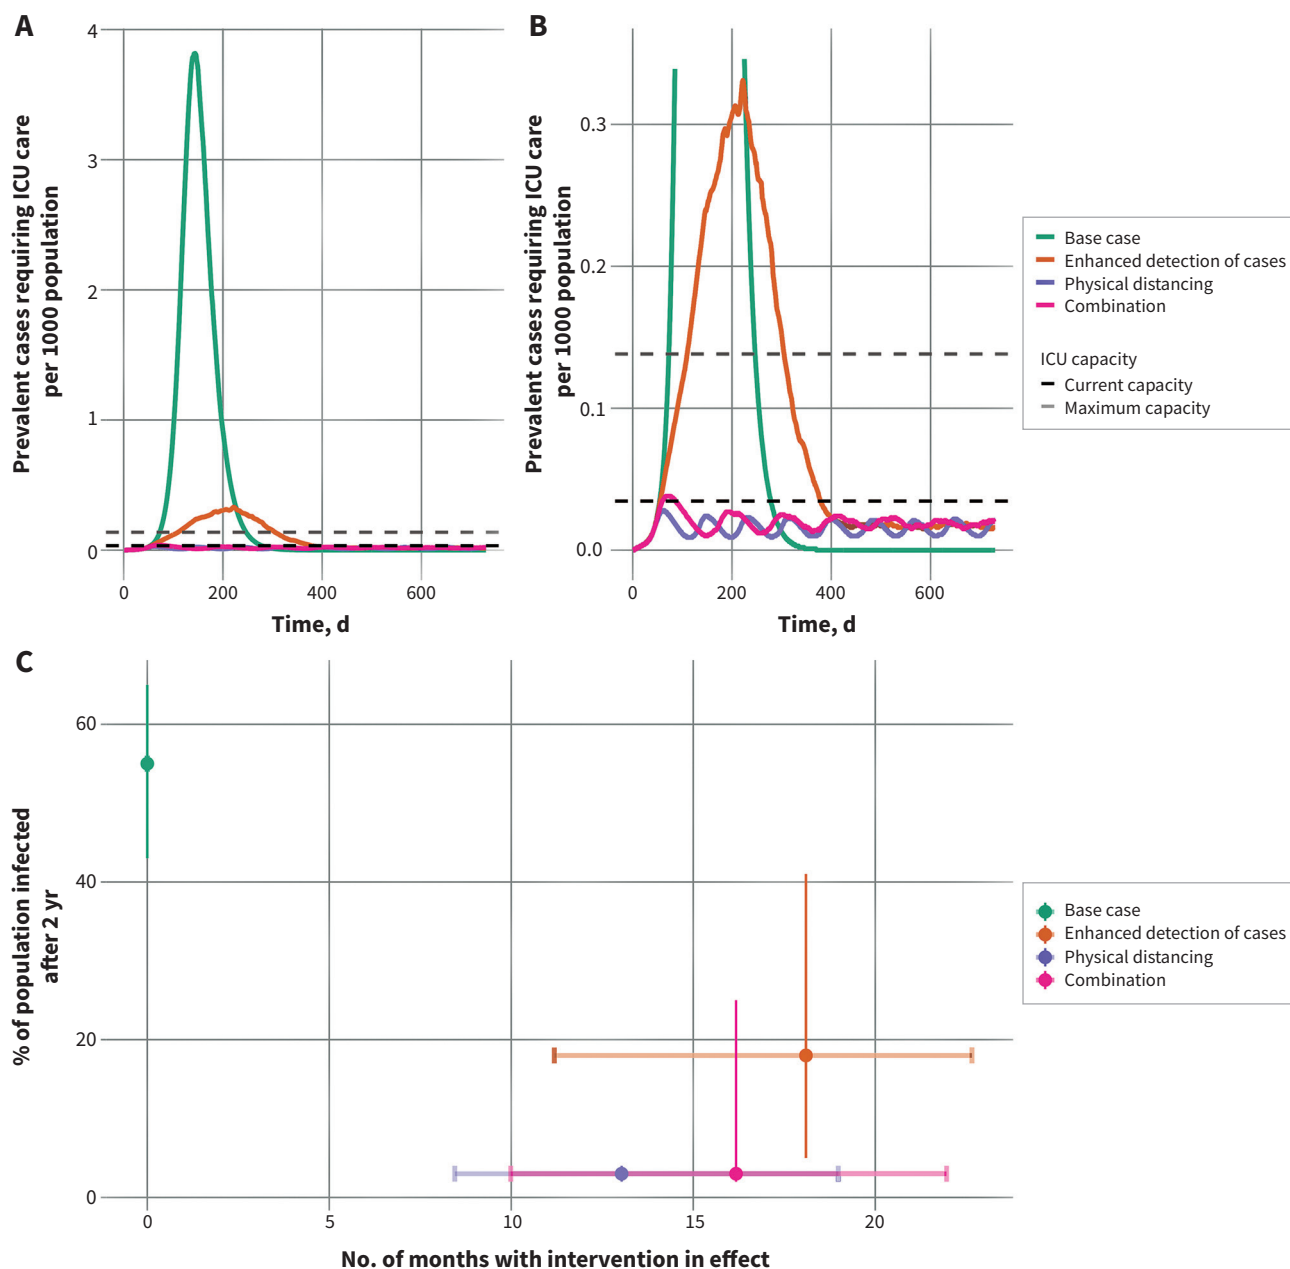 A
Prevalent cases requiring ICU care
per 1000 population
4
3
2
1
0
0 200 400 600
Time, d
B
Prevalent cases requiring ICU care
per 1000 population
0.3
0.2
0.1
0.0
0 200 400 600
Time, d
Base case
Enhanced detection of cases
Physical distancing
Combination
ICU capacity
Current capacity
Maximum capacity
C
% of population infected
after 2 yr
60
40
20
0
0 5 10 15 20
No. of months with intervention in effect
Base case
Enhanced detection of cases
Physical distancing
Combination